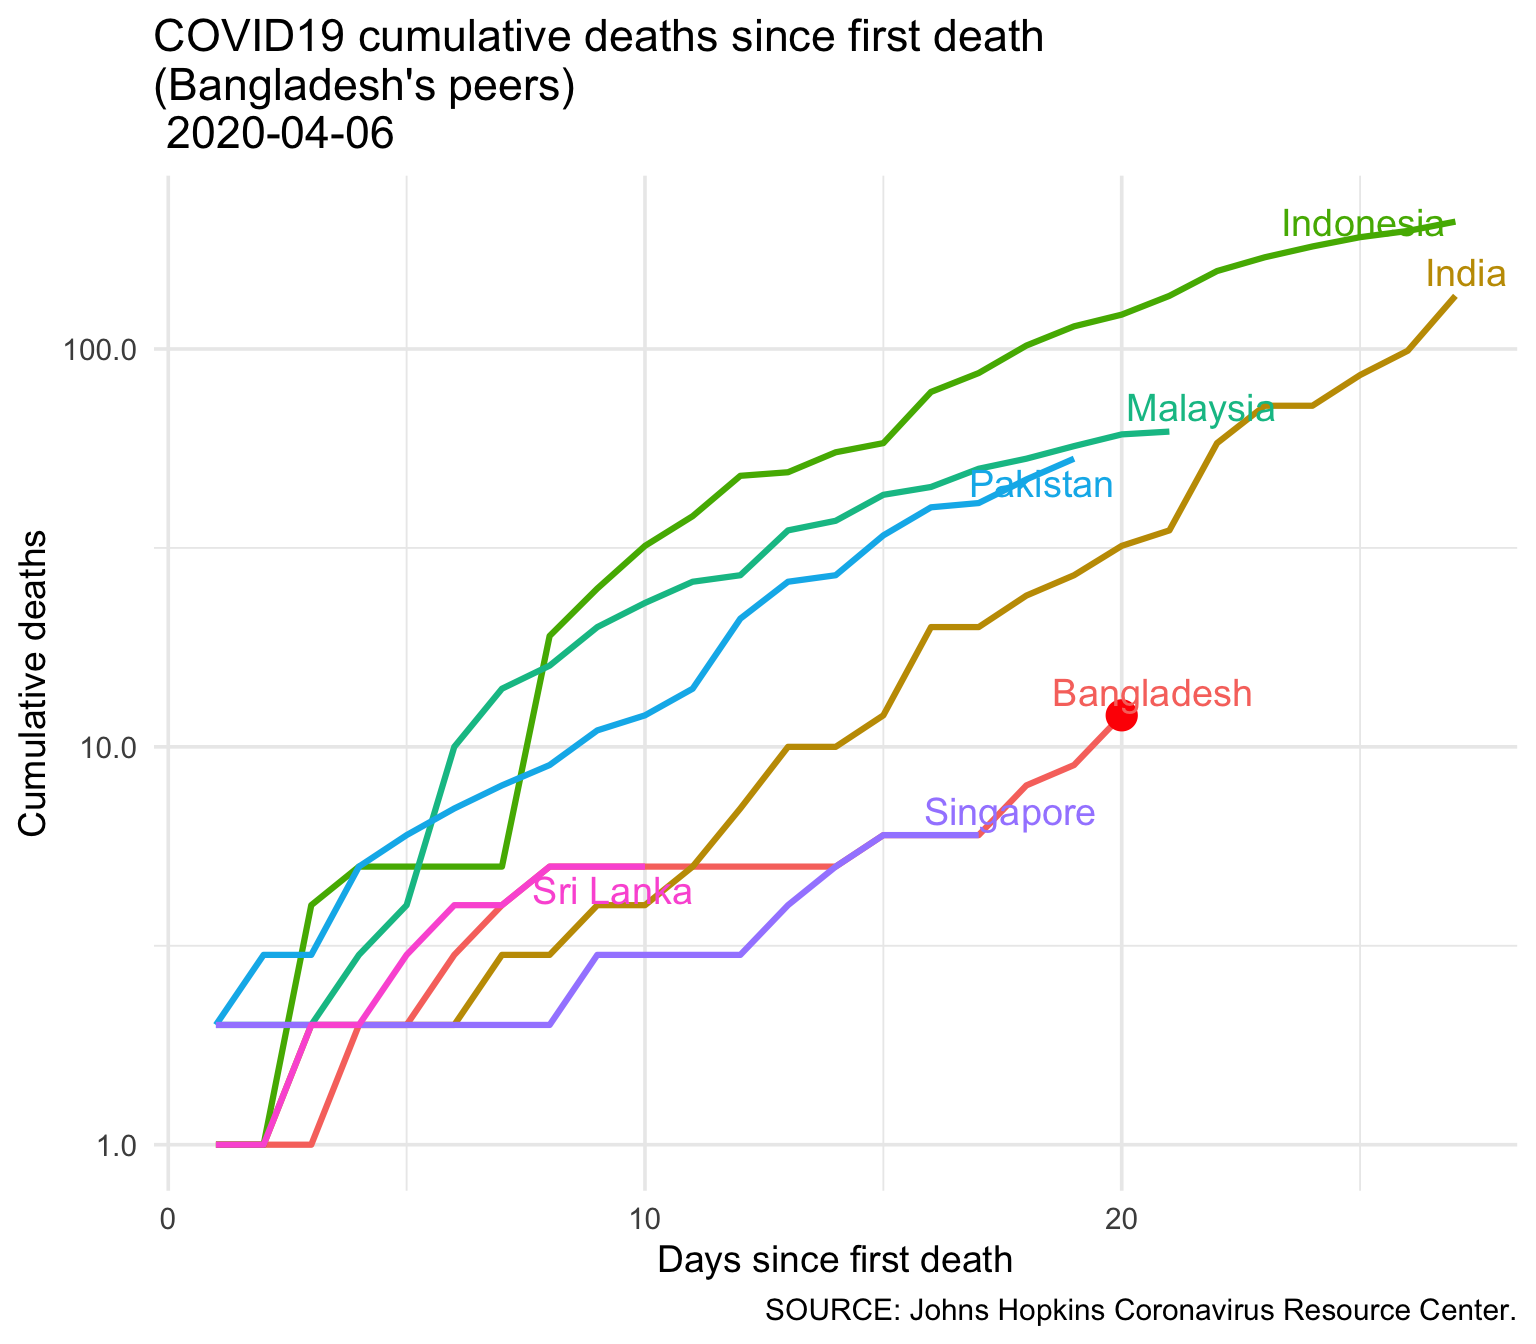 COVID19 cumulative deaths since first death
(Bangladesh's peers)
2020-04-06
Indonesia
India
100.0
Malaysia
Pakistan
Cumulative deaths
Bangladesh
10.0
Singapore
Sri Lanka
1.0
0 10 20
Days since first death
SOURCE: Johns Hopkins Coronavirus Resource Center.